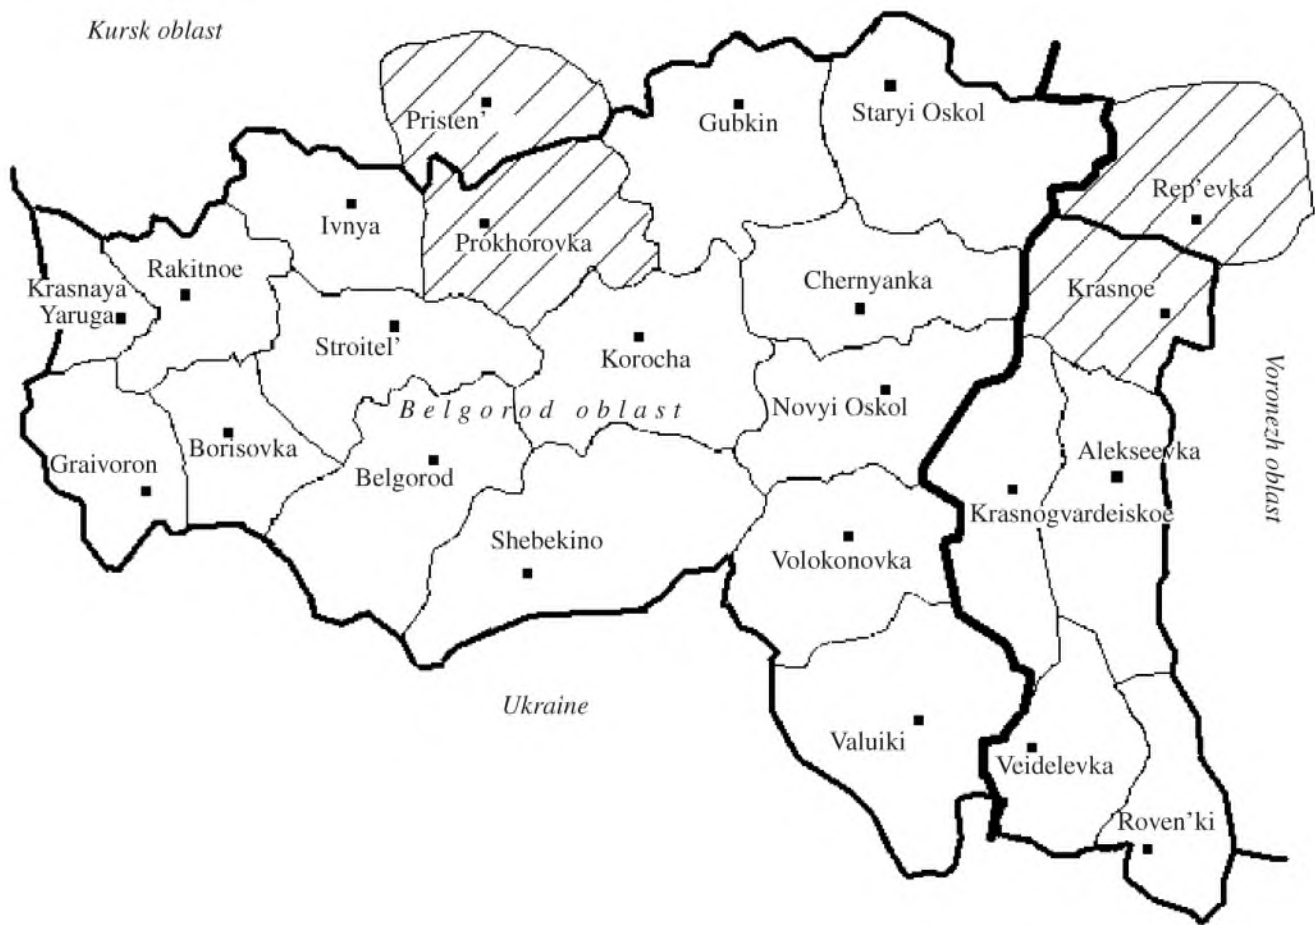 Kursk oblast
Pristen’
Gubkin
Staryi Oskol
Rep’evka
Ivnya
Prokhorovka
Rakitnoe
Chernyanka
Krasnoe
Krasnaya
Yaruga
Stroitel’
Korocha
Novyi Oskol
Belgorod oblast
Voronezh oblast
Borisovka
Graivoron
Belgorod
Alekseevka
Krasnogvardeiskoe
Shebekino
Volokonovka
Ukraine
Valuiki
Veidelevka
Roven’ki